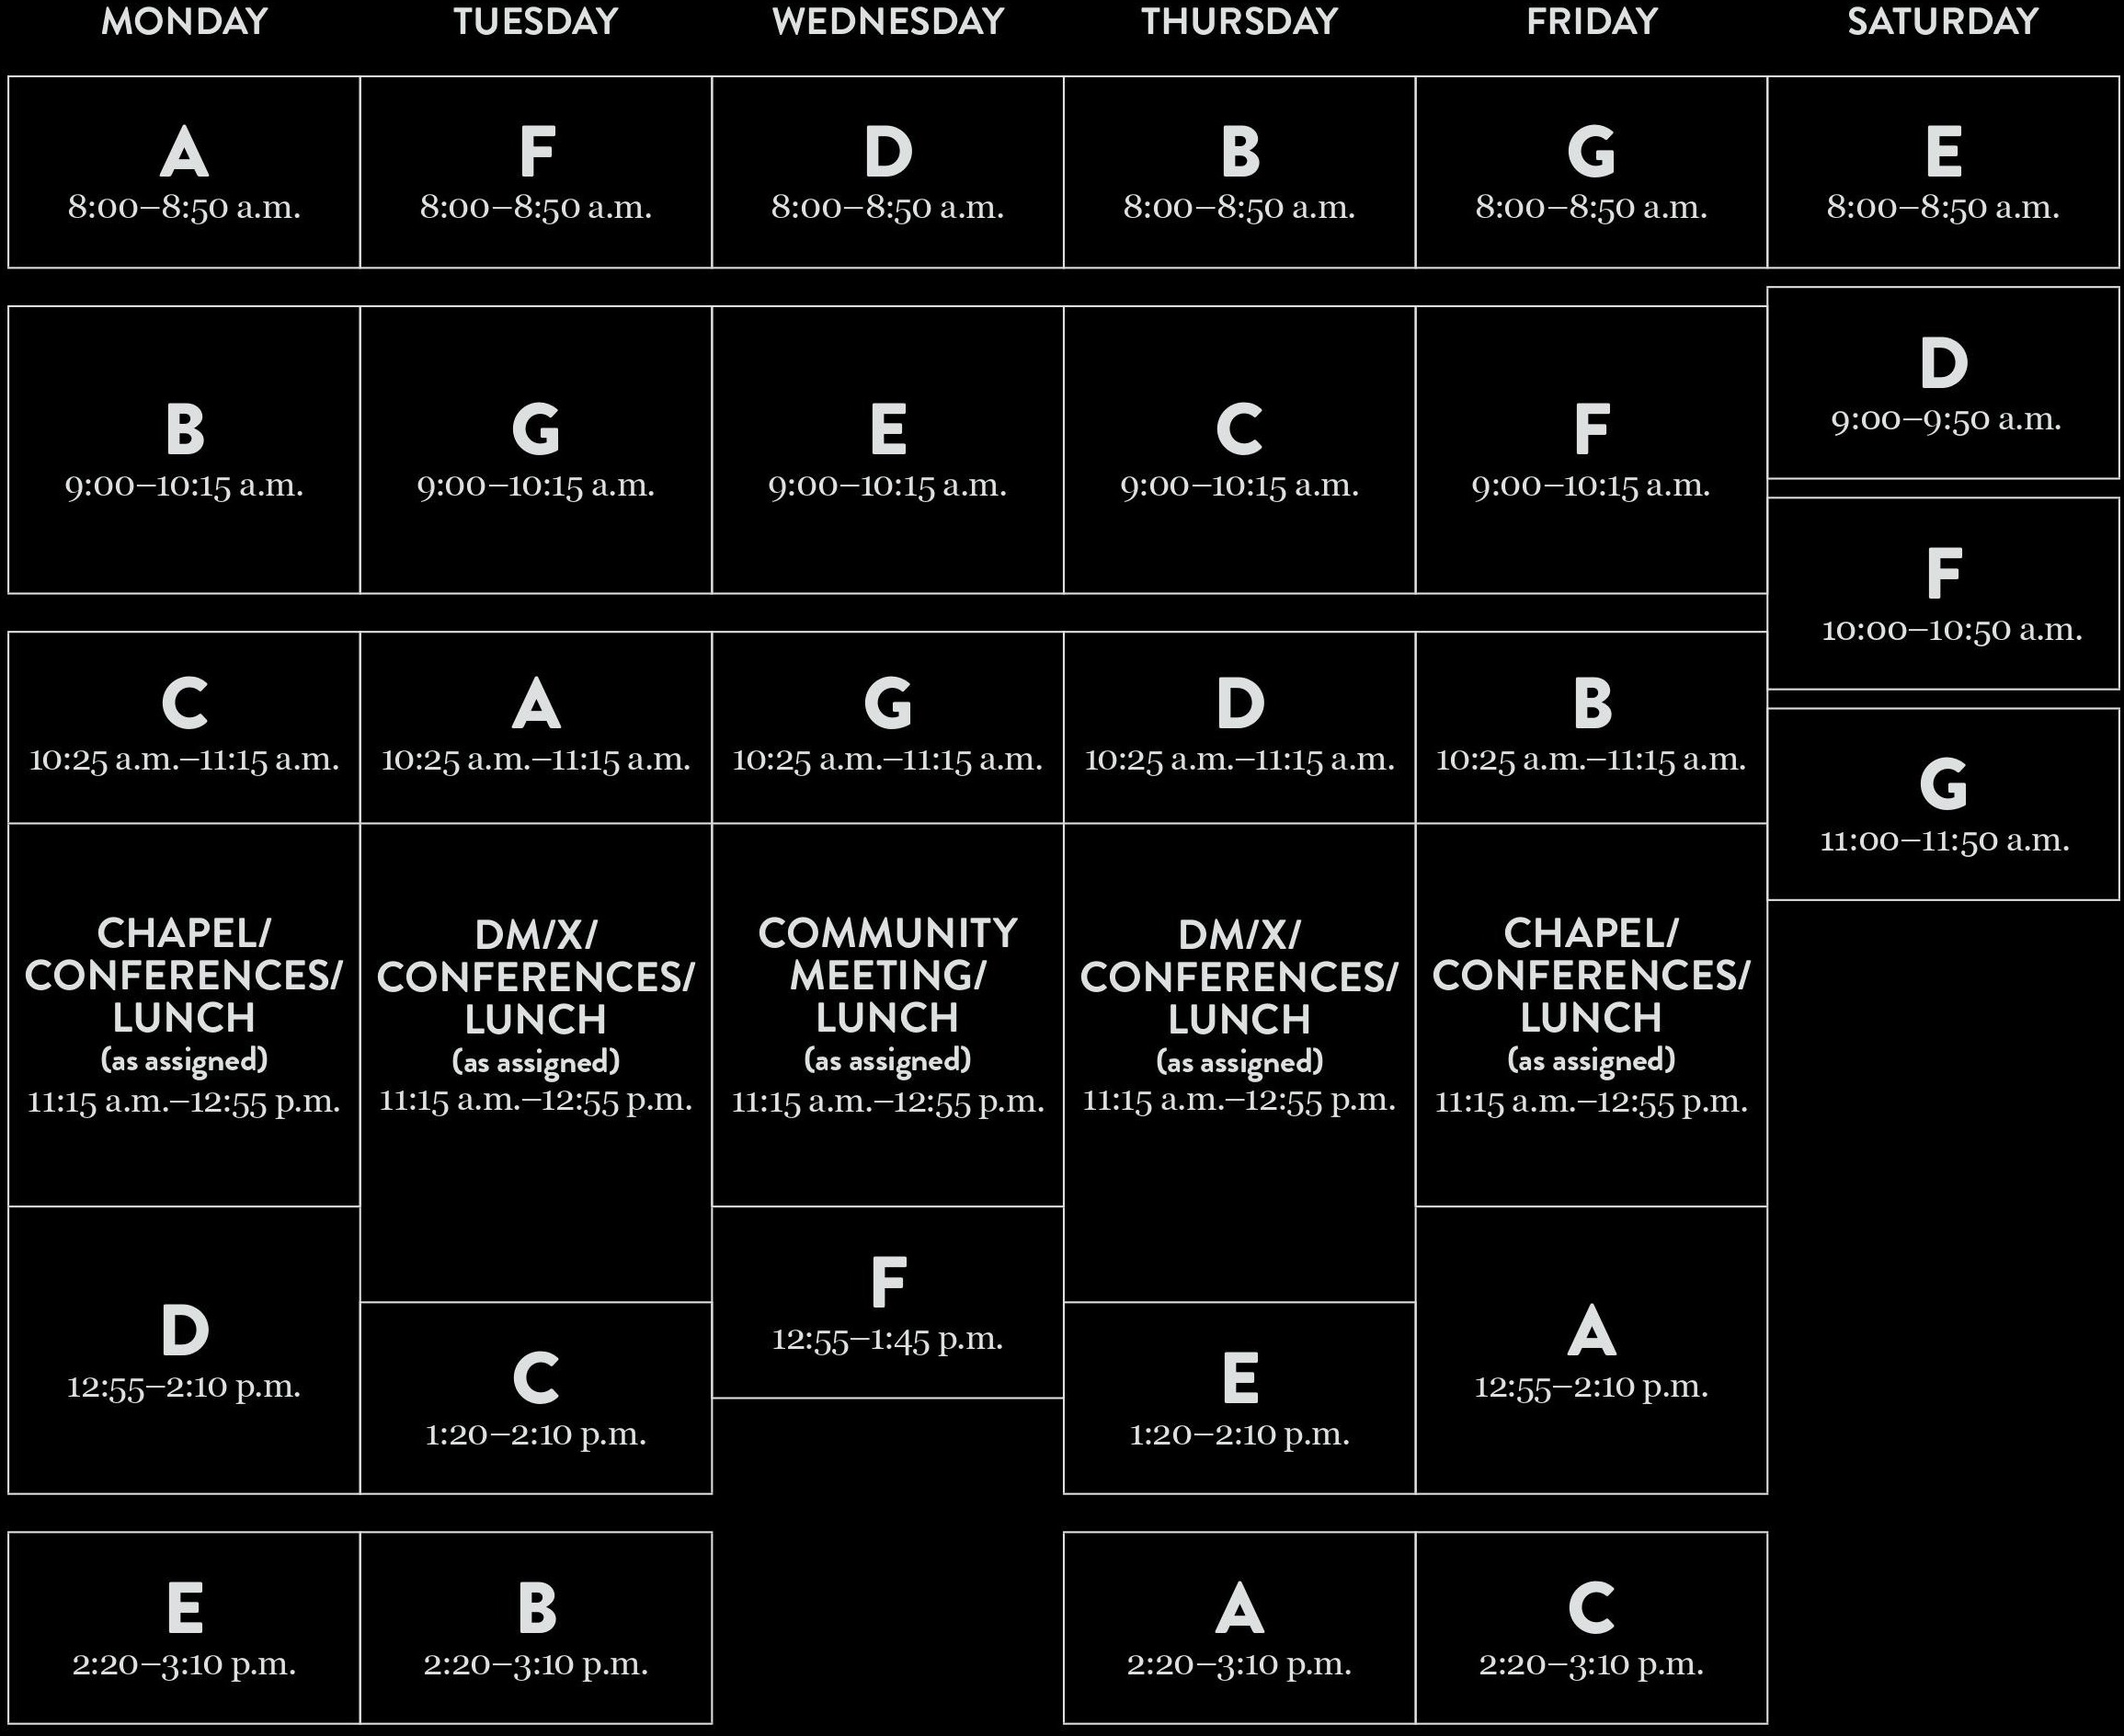 MONDAY TUESDAY WEDNESDAY THURSDAY FRIDAY SATURDAY
A F D B G E
8:00–8:50 a.m. 8:00–8:50 a.m. 8:00–8:50 a.m. 8:00–8:50 a.m. 8:00–8:50 a.m. 8:00–8:50 a.m.
D
9:00–9:50 a.m.
B G E C F
9:00–10:15 a.m. 9:00–10:15 a.m. 9:00–10:15 a.m. 9:00–10:15 a.m. 9:00–10:15 a.m.
F
10:00–10:50 a.m.
C A G D B
10:25 a.m.–11:15 a.m. 10:25 a.m.–11:15 a.m. 10:25 a.m.–11:15 a.m. 10:25 a.m.–11:15 a.m. 10:25 a.m.–11:15 a.m.
G
11:00–11:50 a.m.
CHAPEL/ DM/X/ COMMUNITY DM/X/ CHAPEL/
CONFERENCES/ CONFERENCES/ MEETING/ CONFERENCES/ CONFERENCES/
LUNCH LUNCH LUNCH LUNCH LUNCH
(as assigned) (as assigned) (as assigned) (as assigned) (as assigned)
11:15 a.m.–12:55 p.m. 11:15 a.m.–12:55 p.m. 11:15 a.m.–12:55 p.m. 11:15 a.m.–12:55 p.m. 11:15 a.m.–12:55 p.m.
F
12:55–1:45 p.m.
D A
12:55–2:10 p.m. 12:55–2:10 p.m.
C E
1:20–2:10 p.m. 1:20–2:10 p.m.
E B A C
2:20–3:10 p.m. 2:20–3:10 p.m. 2:20–3:10 p.m. 2:20–3:10 p.m.